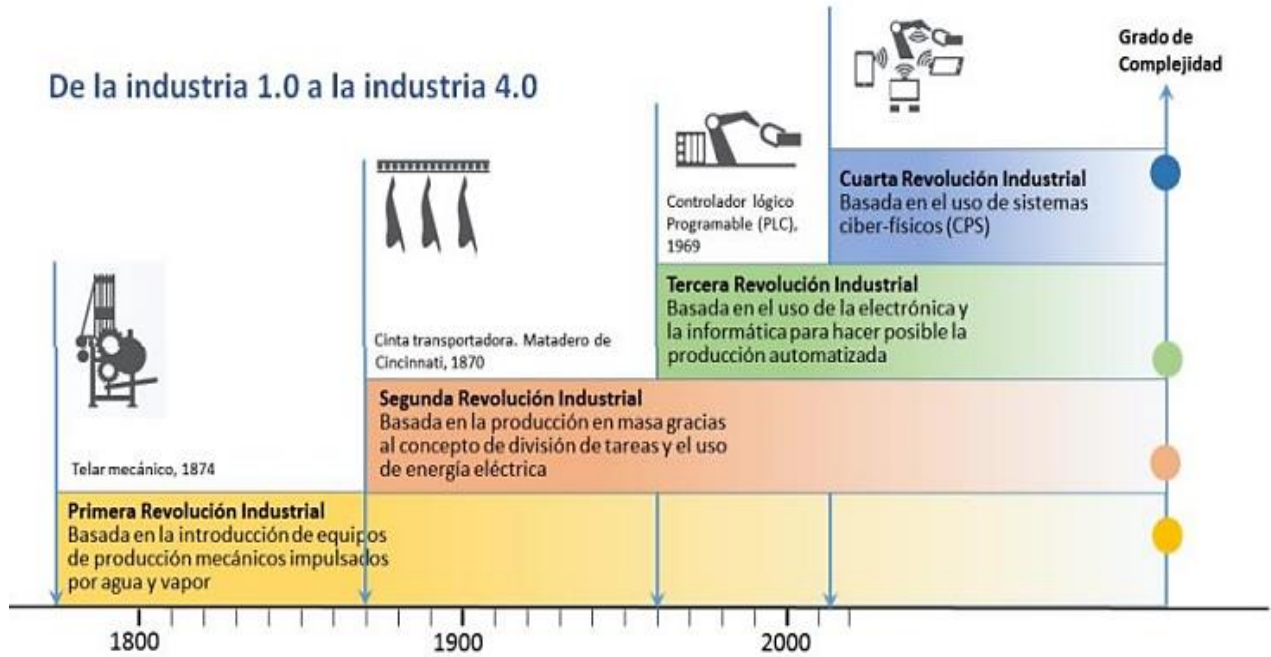 De la industria 1.0 a la industria 4.0
Grado de
Complejidad
Cuarta Revolución Industrial
Basada en el uso de sistemas
ciber-físicos (CPS)
Controlador lógico
Programable (PLC),
1969
Tercera Revolución Industrial
Basada en el uso de la electrónica y
la informática para hacer posible la
producción automatizada
Cinta transportadora. Matadero de
Cincinnati, 1870
Segunda Revolución Industrial
Basada en la producción en masa gracias
al concepto de división de tareas y el uso
de energía eléctrica
Telar mecánico, 1874
Primera Revolución Industrial
Basada en la introducción de equipos
de producción mecánicos impulsados
por agua y vapor
1800
1900
2000